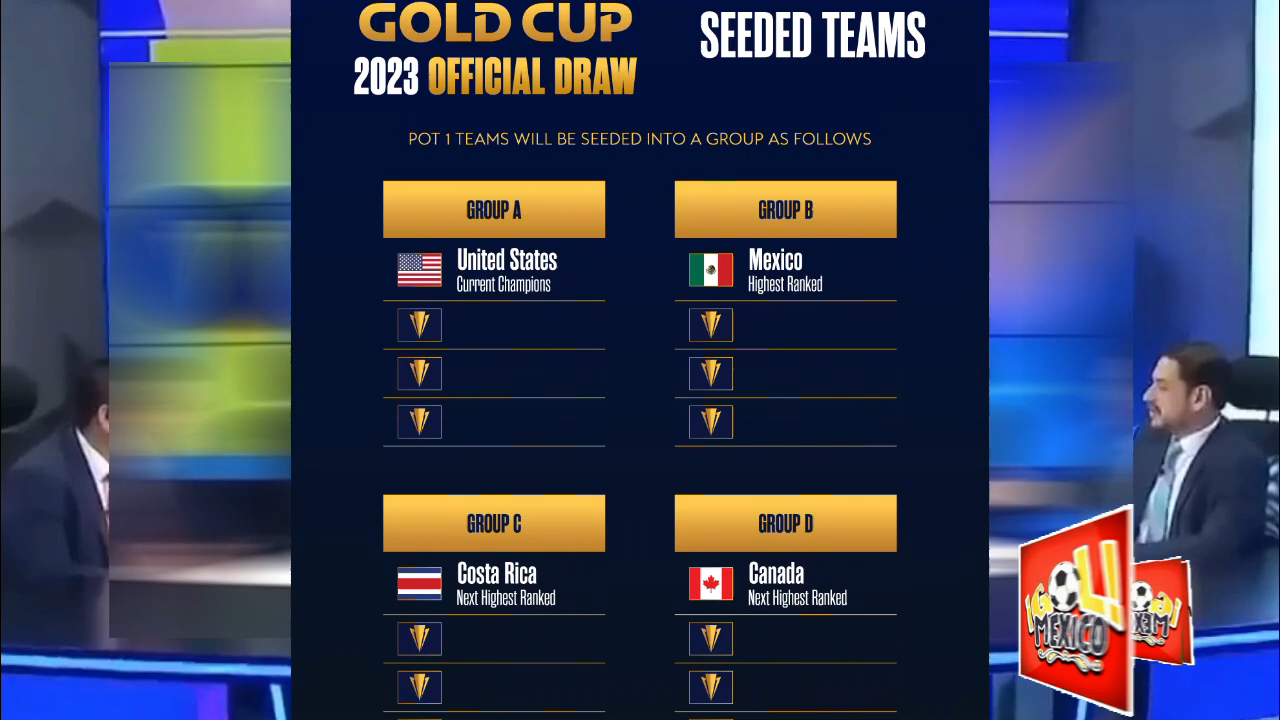 GOLD CUP
2023 OFFICIAL DRAW
SEEDED TEAMS
POT 1 TEAMS WILL BE SEEDED INTO A GROUP AS FOLLOWS
GROUP A
United States
Current Champions
GROUP B
Mexico
Highest Ranked
GROUP C
Costa Rica
Next Highest Ranked
GROUP D
Canada
Next Highest Ranked
¡GOL!
MEXICO